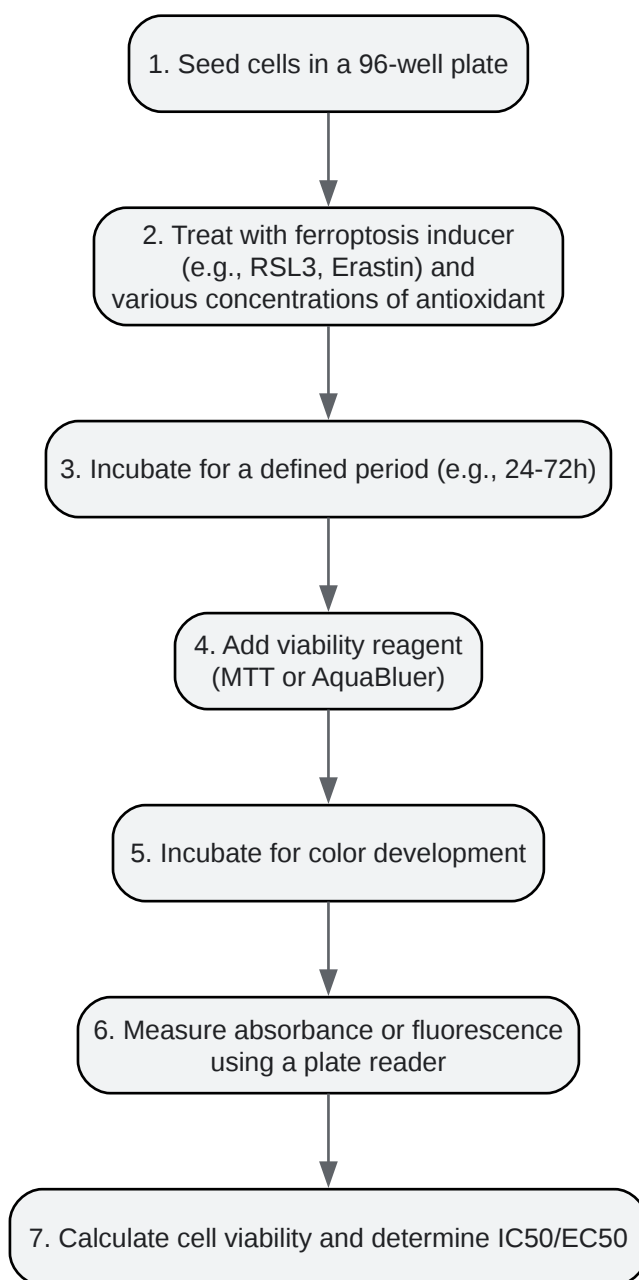 1. Seed cells in a 96-well plate
2. Treat with ferroptosis inducer
(e.g., RSL3, Erastin) and
various concentrations of antioxidant
3. Incubate for a defined period (e.g., 24-72h)
4. Add viability reagent
(MTT or AquaBluer)
5. Incubate for color development
6. Measure absorbance or fluorescence
using a plate reader
7. Calculate cell viability and determine IC50/EC50